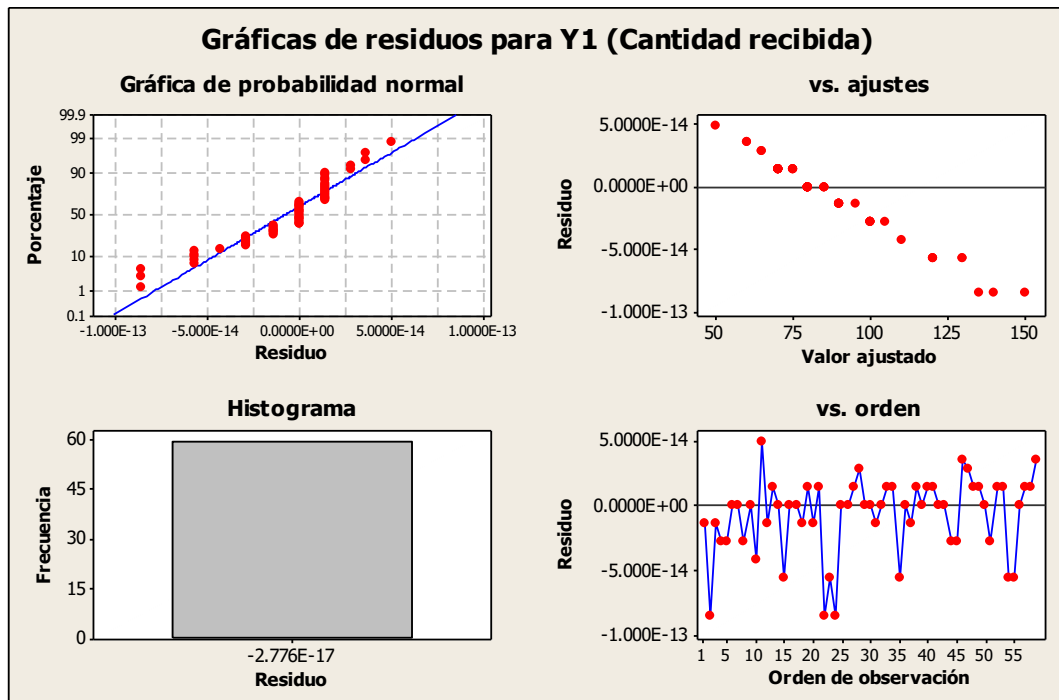 Gráficas de residuos para Y1 (Cantidad recibida)
Gráfica de probabilidad normal
99.9
99
90
50
10
1
0.1
Porcentaje
-1.000E-13 -5.000E-14 0.0000E+00 5.0000E-14 1.0000E-13
Residuo
vs. ajustes
5.0000E-14
0.0000E+00
-5.000E-14
-1.000E-13
Residuo
50 75 100 125 150
Valor ajustado
Histograma
60
45
30
15
0
Frecuencia
-2.776E-17
Residuo
vs. orden
5.0000E-14
0.0000E+00
-5.000E-14
-1.000E-13
Residuo
1 5 10 15 20 25 30 35 40 45 50 55
Orden de observación